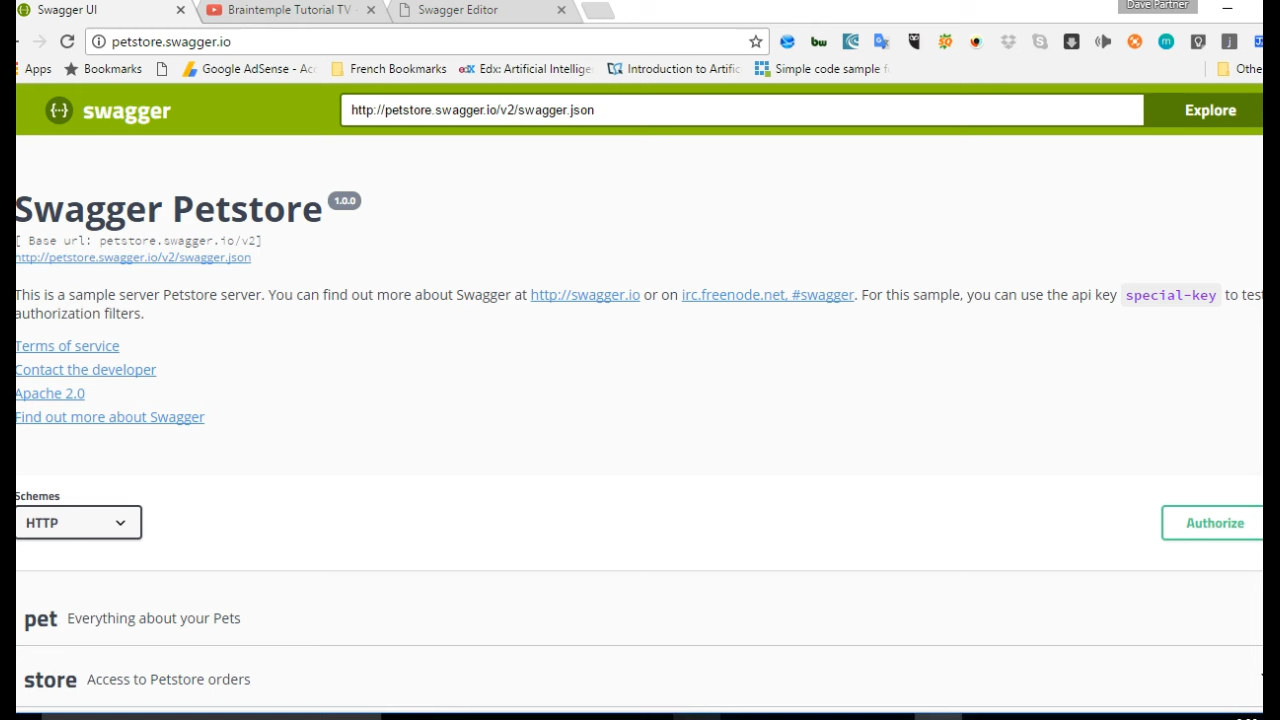 Swagger UI
Braintemple Tutorial TV
Swagger Editor
Dave Partner
petstore.swagger.io
Apps
Bookmarks
Google AdSense - Acc
French Bookmarks
Edx: Artificial Intellige
Introduction to Artific
Simple code sample f
Othe
swagger
http://petstore.swagger.io/v2/swagger.json
Explore
Swagger Petstore 1.0.0
[ Base url: petstore.swagger.io/v2]
http://petstore.swagger.io/v2/swagger.json
This is a sample server Petstore server. You can find out more about Swagger at http://swagger.io or on irc.freenode.net, #swagger. For this sample, you can use the api key special-key to test
authorization filters.
Terms of service
Contact the developer
Apache 2.0
Find out more about Swagger
Schemes
HTTP
Authorize
pet Everything about your Pets
store Access to Petstore orders